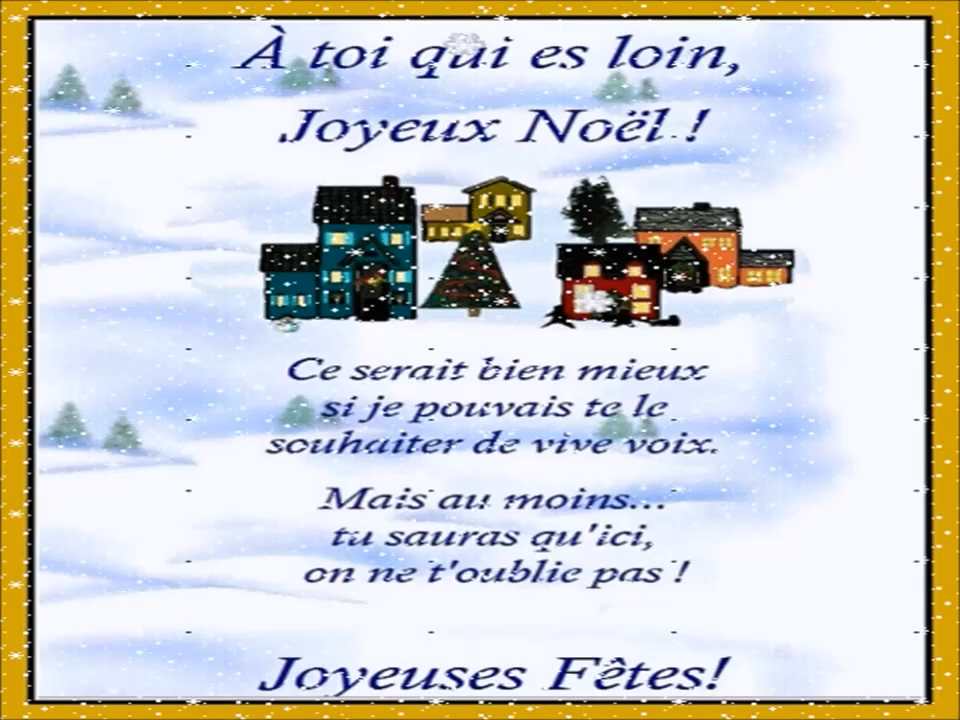 À toi qui es loin,
Joyeux Noël !
Ce serait bien mieux
si je pouvais te le
souhaiter de vive voix.
Mais au moins...
tu sauras qu'ici,
on ne t'oublie pas !
Joyeuses Fêtes!